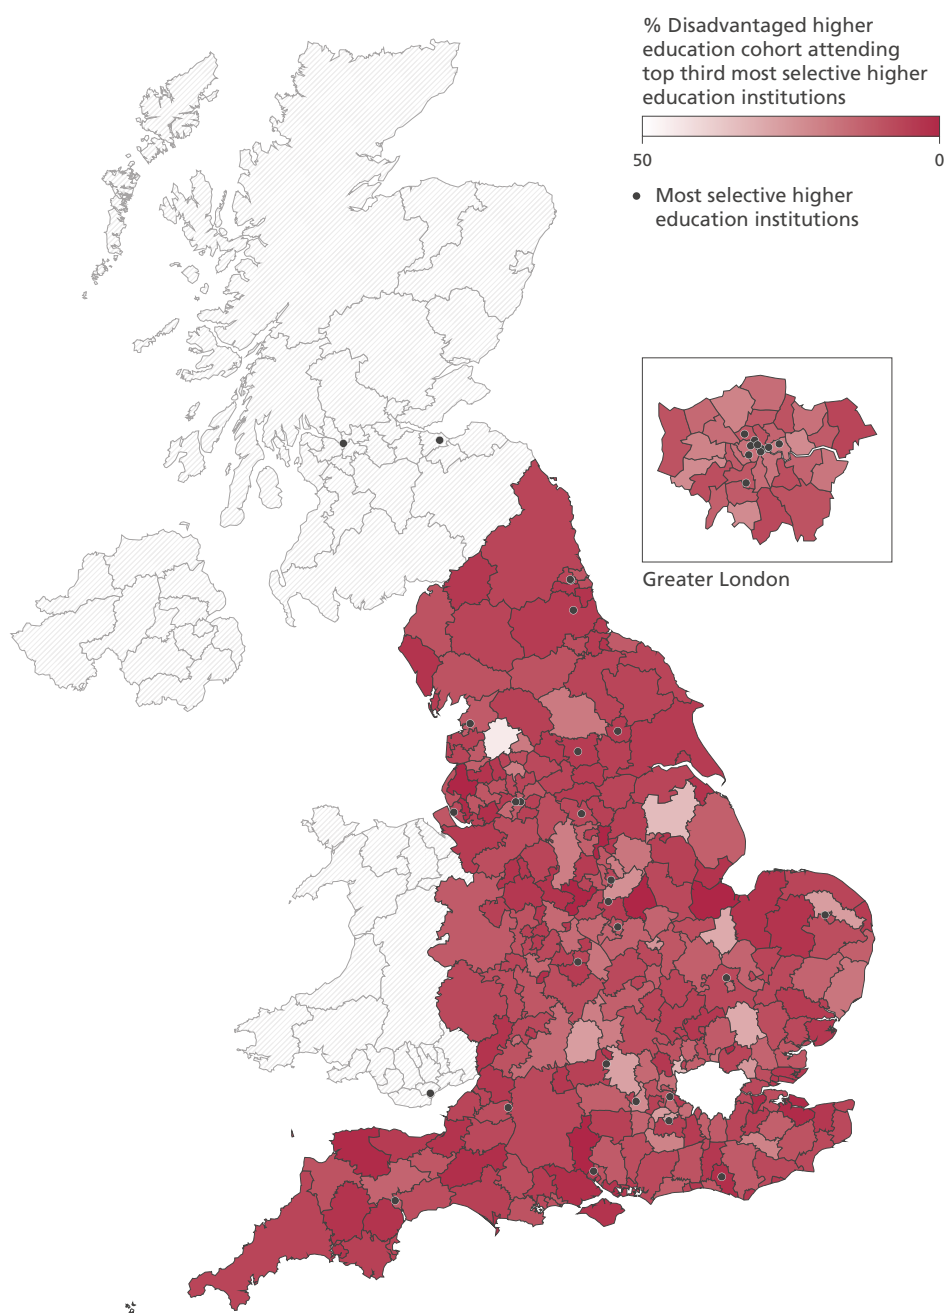 % Disadvantaged higher
education cohort attending
top third most selective higher
education institutions
50
0
Most selective higher
education institutions
Greater London